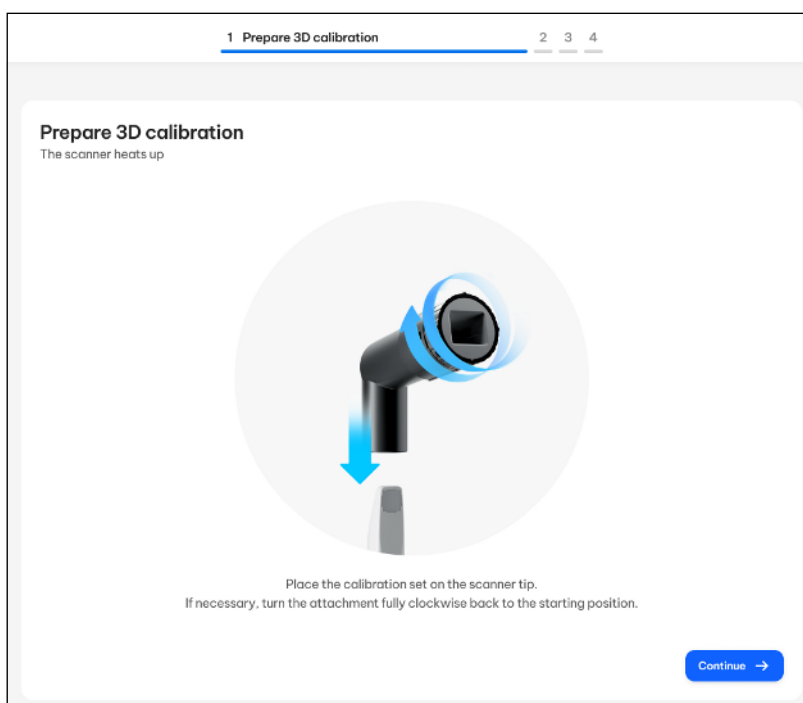 1 Prepare 3D calibration 2 3 4
Prepare 3D calibration
The scanner heats up
Place the calibration set on the scanner tip.
If necessary, turn the attachment fully clockwise back to the starting position.
Continue →